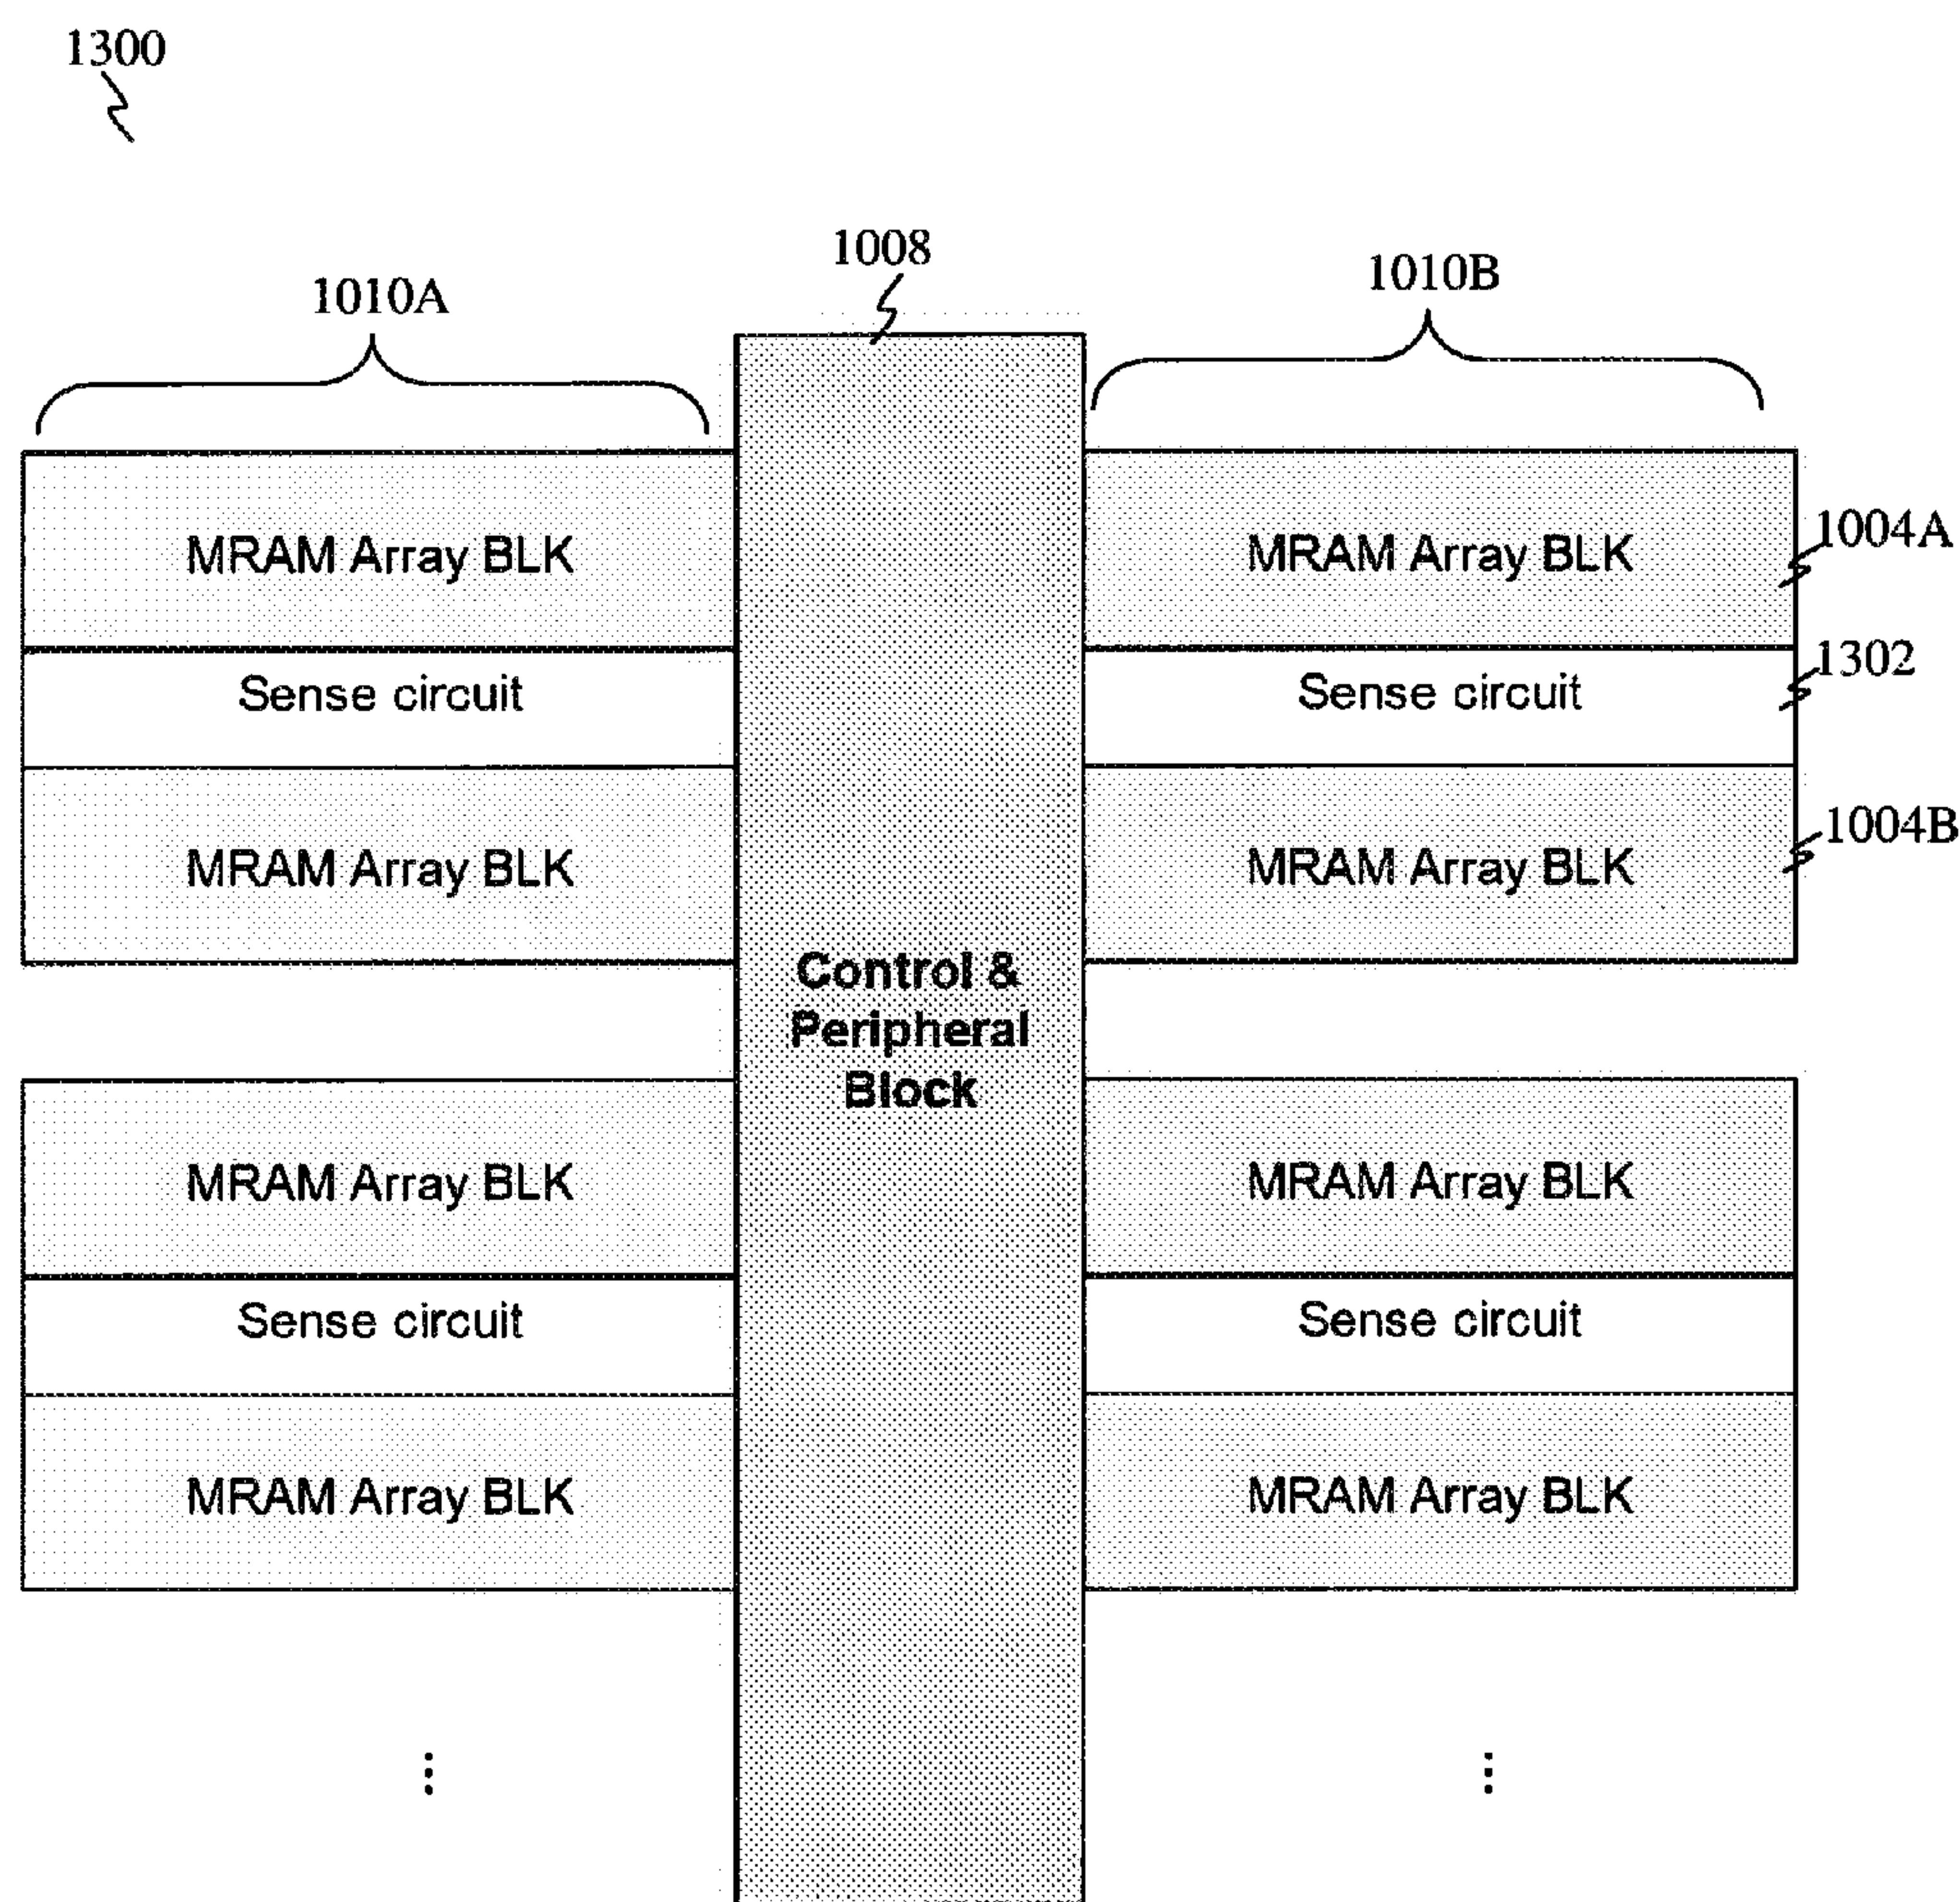 1300
1008
1010A
1010B
MRAM Array BLK
MRAM Array BLK
1004A
Sense circuit
Sense circuit
1302
MRAM Array BLK
MRAM Array BLK
1004B
Control &
Peripheral
Block
MRAM Array BLK
MRAM Array BLK
Sense circuit
Sense circuit
MRAM Array BLK
MRAM Array BLK